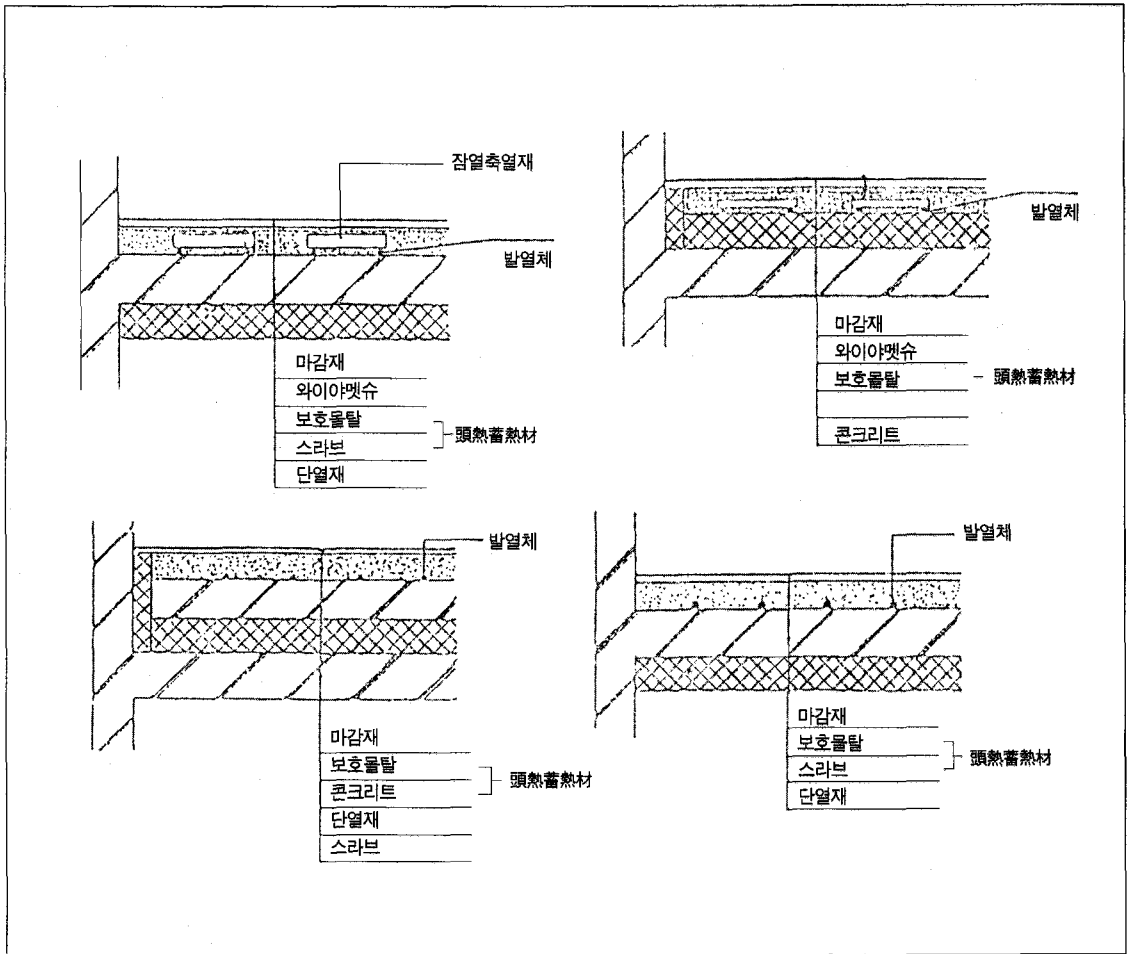 잠열축열재
발열체
마감재
와이야멧슈
보호몰탈
스라브
頭熱蓄熱材
단열재
발열체
마감재
와이야멧슈
보호몰탈
頭熱蓄熱材
콘크리트
발열체
마감재
보호몰탈
콘크리트
頭熱蓄熱材
단열재
스라브
발열체
마감재
보호몰탈
스라브
頭熱蓄熱材
단열재